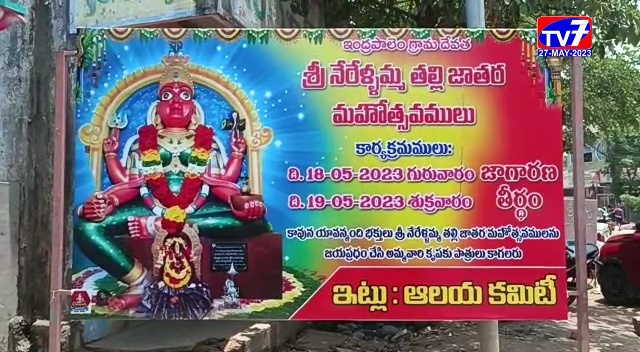 TV7
27-MAY-2023
ఇంద్రపాలెం గ్రామ దేవత
శ్రీ నేరేళ్ళమ్మ తల్లి జాతర
మహోత్సవములు
కార్యక్రమములు:
ది. 18-05-2023 గురువారం జాగారణ
ది. 19-05-2023 శుక్రవారం తీర్థం
కావున యావన్మంది భక్తులు శ్రీ నేరేళ్ళమ్మ తల్లి జాతర మహోత్సవములను
జయప్రధం చేసి అమ్మవారి కృపకు పాత్రులు కాగలరు
ఇట్లు : ఆలయ కమిటీ